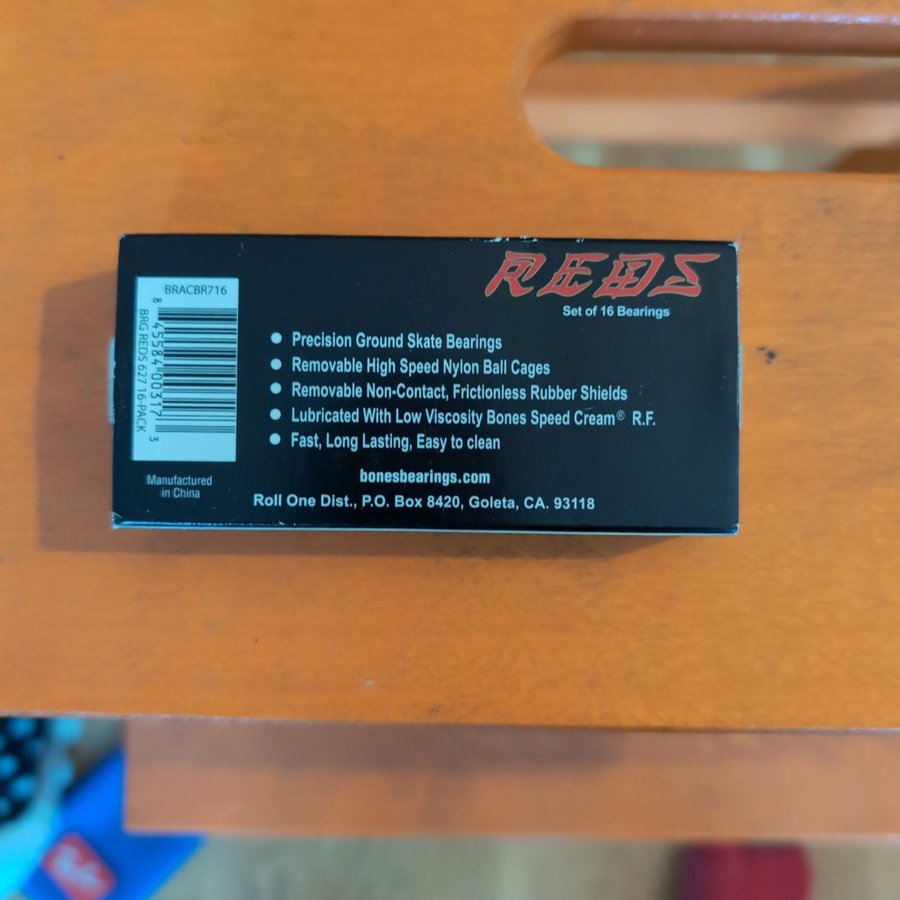 REDS
Set of 16 Bearings
BRACBR716
8 45584 00317 3
BRG REDS 627 16-PACK
Manufactured
in China
Precision Ground Skate Bearings
Removable High Speed Nylon Ball Cages
Removable Non-Contact, Frictionless Rubber Shields
Lubricated With Low Viscosity Bones Speed Cream® R.F.
Fast, Long Lasting, Easy to clean
bonesbearings.com
Roll One Dist., P.O. Box 8420, Goleta, CA. 93118